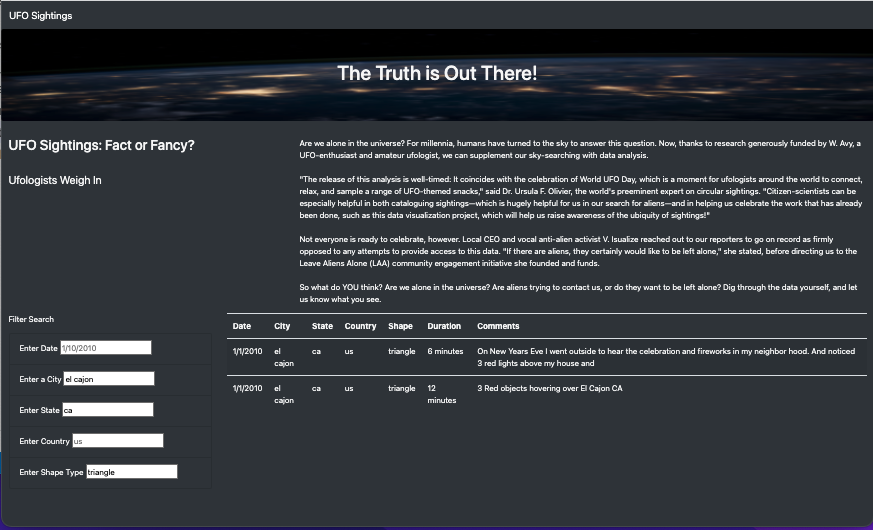 UFO Sightings
The Truth is Out There!
UFO Sightings: Fact or Fancy?
Ufologists Weigh In
Are we alone in the universe? For millennia, humans have turned to the sky to answer this question. Now, thanks to research generously funded by W. Avy, a
UFO-enthusiast and amateur ufologist, we can supplement our sky-searching with data analysis.
"The release of this analysis is well-timed: It coincides with the celebration of World UFO Day, which is a moment for ufologists around the world to connect,
relax, and sample a range of UFO-themed snacks," said Dr. Ursula F. Olivier, the world's preeminent expert on circular sightings. "Citizen-scientists can be
especially helpful in both cataloguing sightings—which is hugely helpful for us in our search for aliens—and in helping us celebrate the work that has already
been done, such as this data visualization project, which will help us raise awareness of the ubiquity of sightings!"
Not everyone is ready to celebrate, however. Local CEO and vocal anti-alien activist V. Isualize reached out to our reporters to go on record as firmly
opposed to any attempts to provide access to this data. "If there are aliens, they certainly would like to be left alone," she stated, before directing us to the
Leave Aliens Alone (LAA) community engagement initiative she founded and funds.
So what do YOU think? Are we alone in the universe? Are aliens trying to contact us, or do they want to be left alone? Dig through the data yourself, and let
us know what you see.
Filter Search
Enter Date 1/10/2010
Enter a City el cajon
Enter State ca
Enter Country us
Enter Shape Type triangle
Date City State Country Shape Duration Comments
1/1/2010 el cajon ca us triangle 6 minutes On New Years Eve I went outside to hear the celebration and fireworks in my neighbor hood. And noticed
3 red lights above my house and
1/1/2010 el cajon ca us triangle 12 minutes 3 Red objects hovering over El Cajon CA